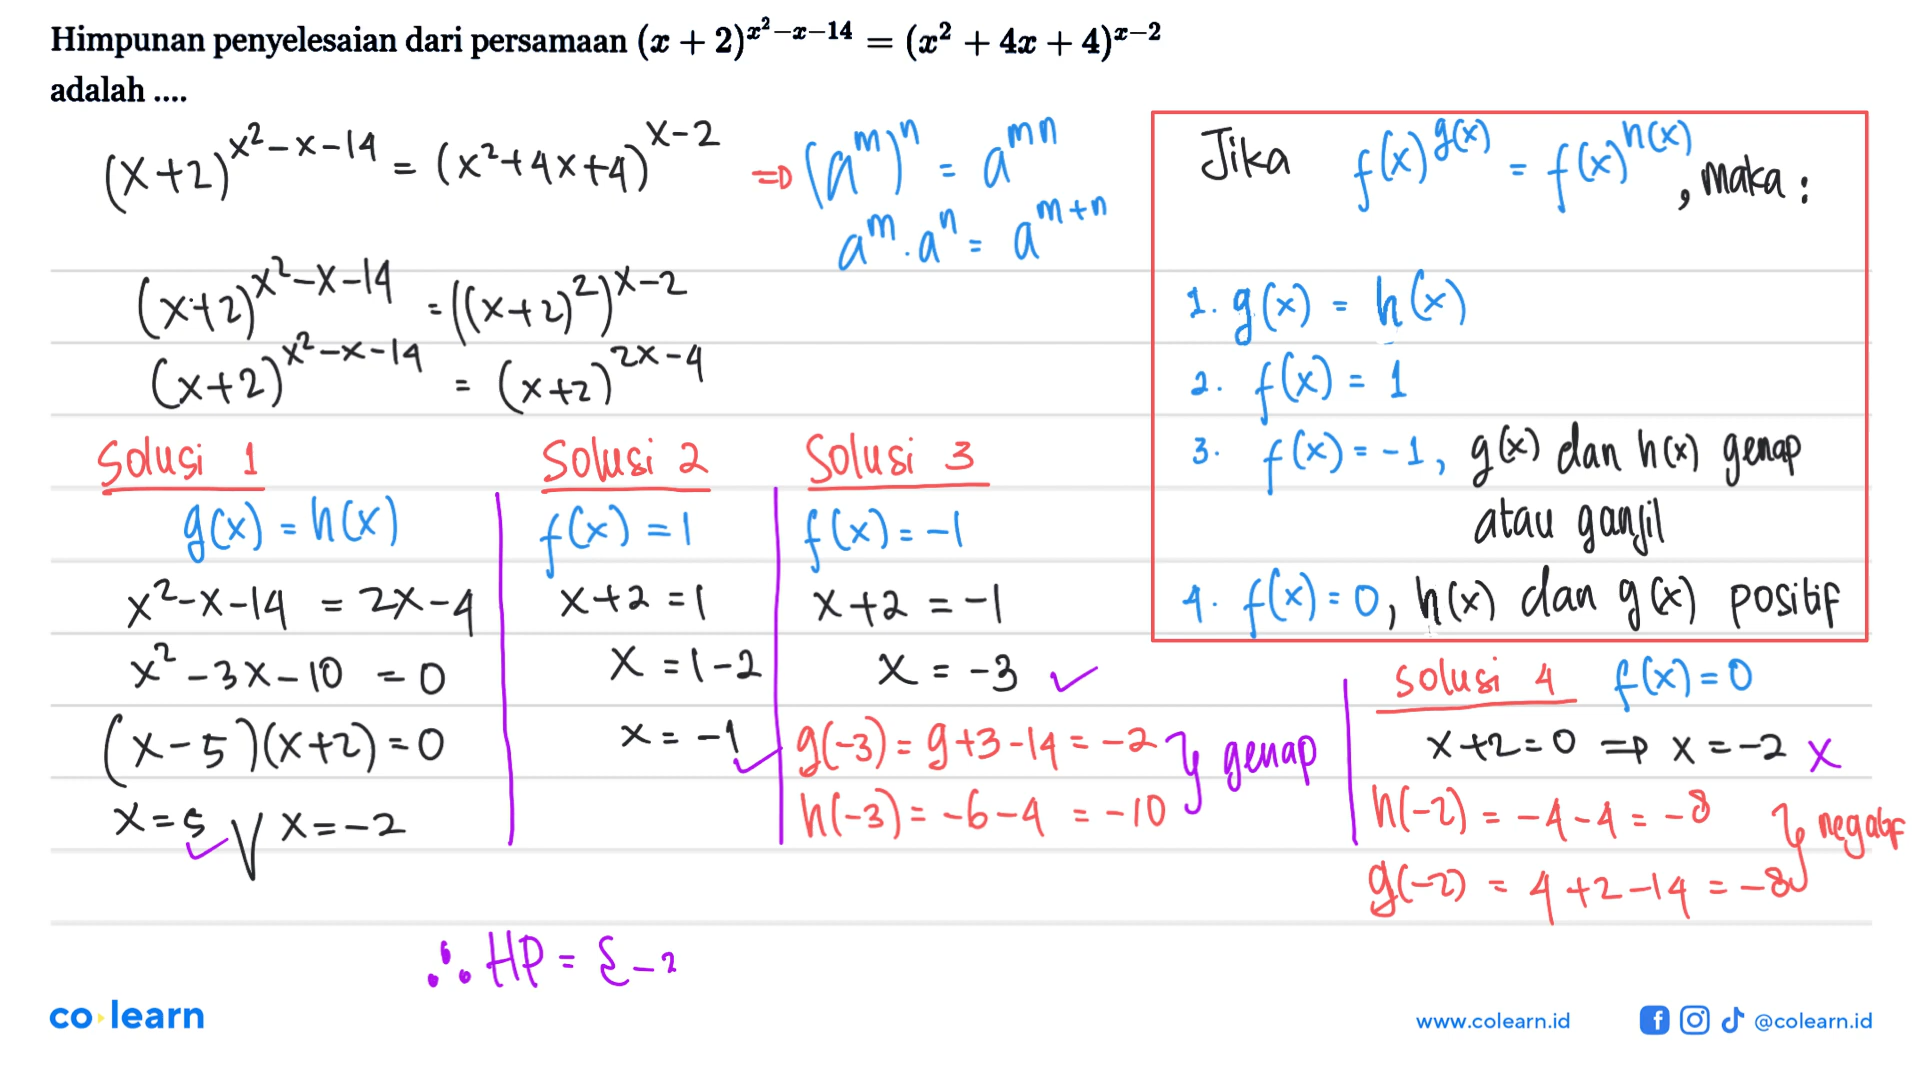 Himpunan penyelesaian dari persamaan (x + 2)^{x²−x−14} = (x² + 4x + 4)^{x−2}
adalah ....
(x+2)^{x²−x−14} = (x²+4x+4)^{x−2}
⇒ (a^m)^n = a^{mn}
a^m . a^n = a^{m+n}
(x+2)^{x²−x−14} = ((x+2)²)^{x−2}
(x+2)^{x²−x−14} = (x+2)^{2x−4}
Jika f(x)^{g(x)} = f(x)^{h(x)}, maka :
1. g(x) = h(x)
2. f(x) = 1
3. f(x) = −1, g(x) dan h(x) genap
atau ganjil
4. f(x) = 0, h(x) dan g(x) positif
Solusi 1
g(x) = h(x)
x²−x−14 = 2x−4
x²−3x−10 = 0
(x−5)(x+2) = 0
x=5 ✓ V x=−2
Solusi 2
f(x) = 1
x+2 = 1
x = 1−2
x = −1 ✓
Solusi 3
f(x) = −1
x+2 = −1
x = −3 ✓
g(−3) = 9+3−14 = −2 } genap
h(−3) = −6−4 = −10
Solusi 4 f(x) = 0
x+2=0 ⇒ x = −2 X
h(−2) = −4−4 = −8 } negatif
g(−2) = 4+2−14 = −8
∴ HP = {−2
co learn
www.colearn.id
@colearn.id